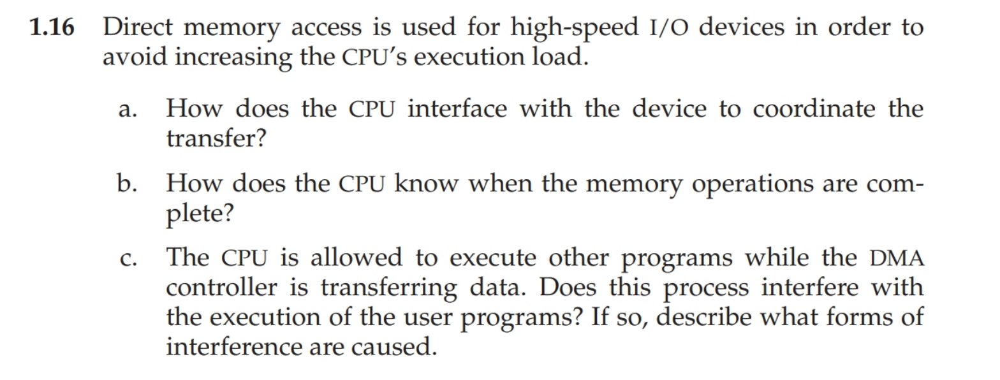 1.16 Direct memory access is used for high-speed I/O devices in order to
avoid increasing the CPU’s execution load.
a. How does the CPU interface with the device to coordinate the
transfer?
b. How does the CPU know when the memory operations are com-
plete?
c. The CPU is allowed to execute other programs while the DMA
controller is transferring data. Does this process interfere with
the execution of the user programs? If so, describe what forms of
interference are caused.